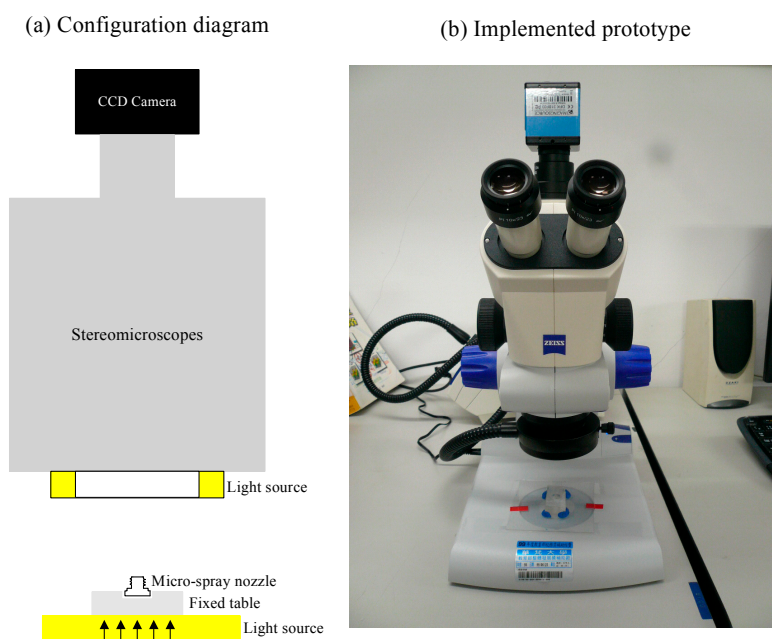 (a) Configuration diagram
(b) Implemented prototype
CCD Camera
Stereomicroscopes
Light source
Micro-spray nozzle
Fixed table
Light source
ZEISS